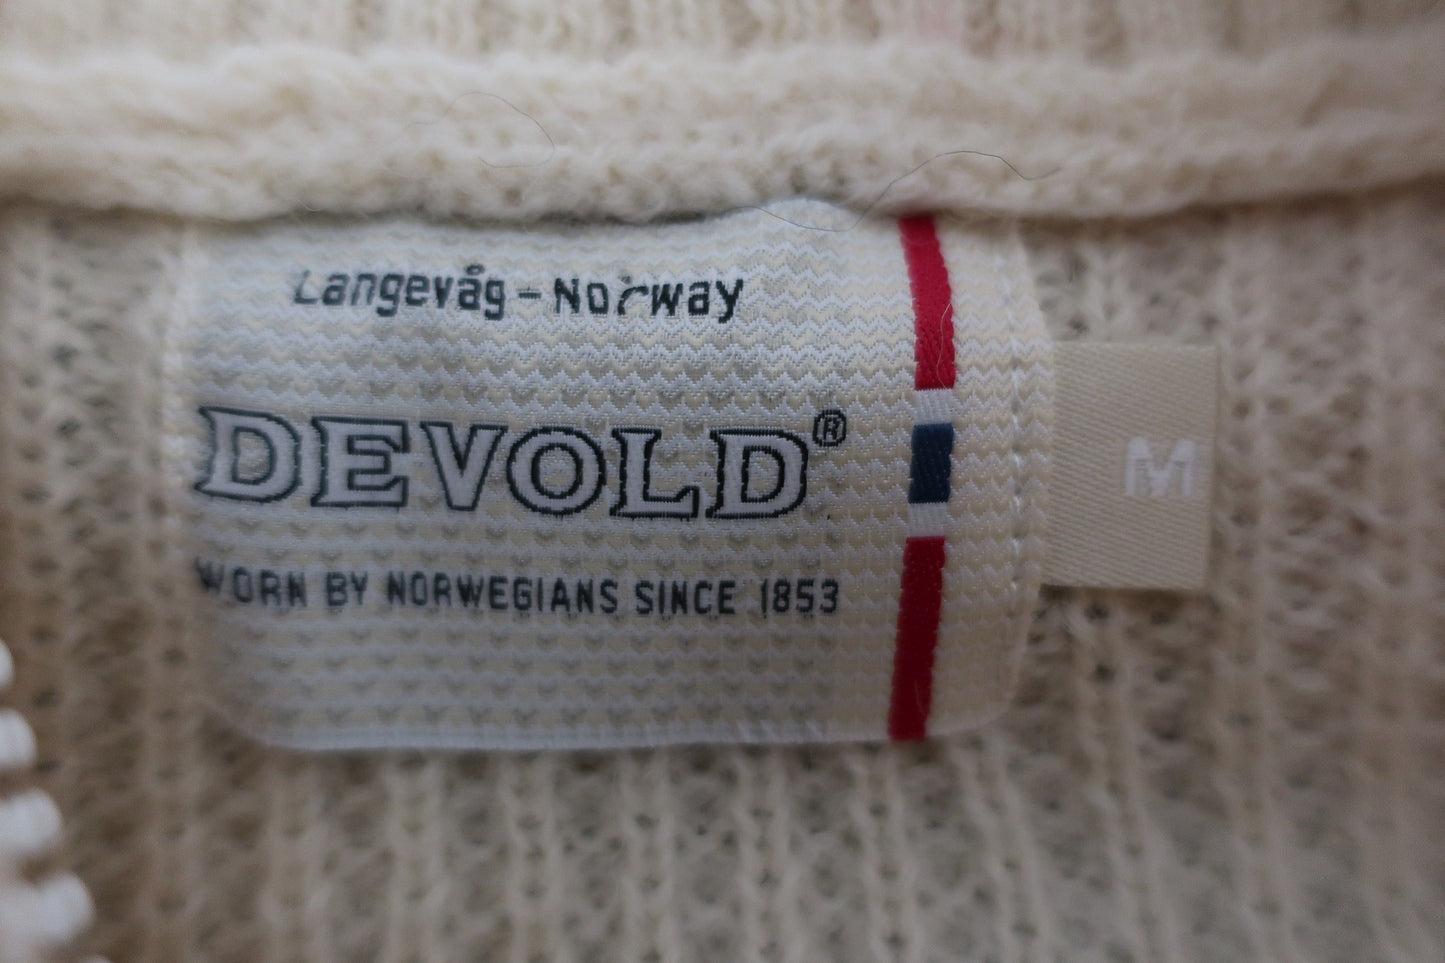 Langevåg - Norway
DEVOLD®
WORN BY NORWEGIANS SINCE 1853
M